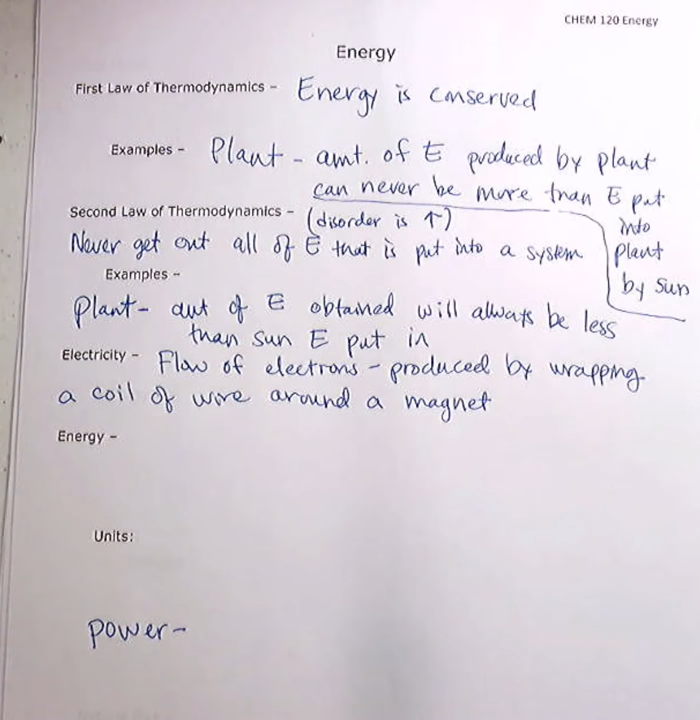 CHEM 120 Energy
Energy
First Law of Thermodynamics - Energy is conserved
Examples - Plant - amt. of E produced by plant
can never be more than E put
into
plant
by sun
Second Law of Thermodynamics - (disorder is ↑)
Never get out all of E that is put into a system
Examples -
Plant- amt of E obtained will always be less
than sun E put in
Electricity - Flow of electrons - produced by wrapping
a coil of wire around a magnet
Energy -
Units:
power-